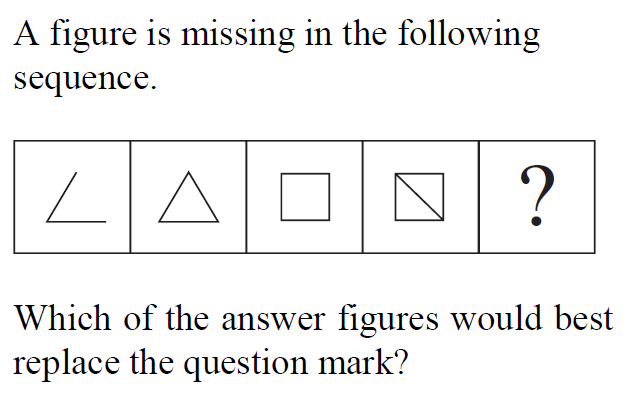 A figure is missing in the following
sequence.
?
Which of the answer figures would best
replace the question mark?